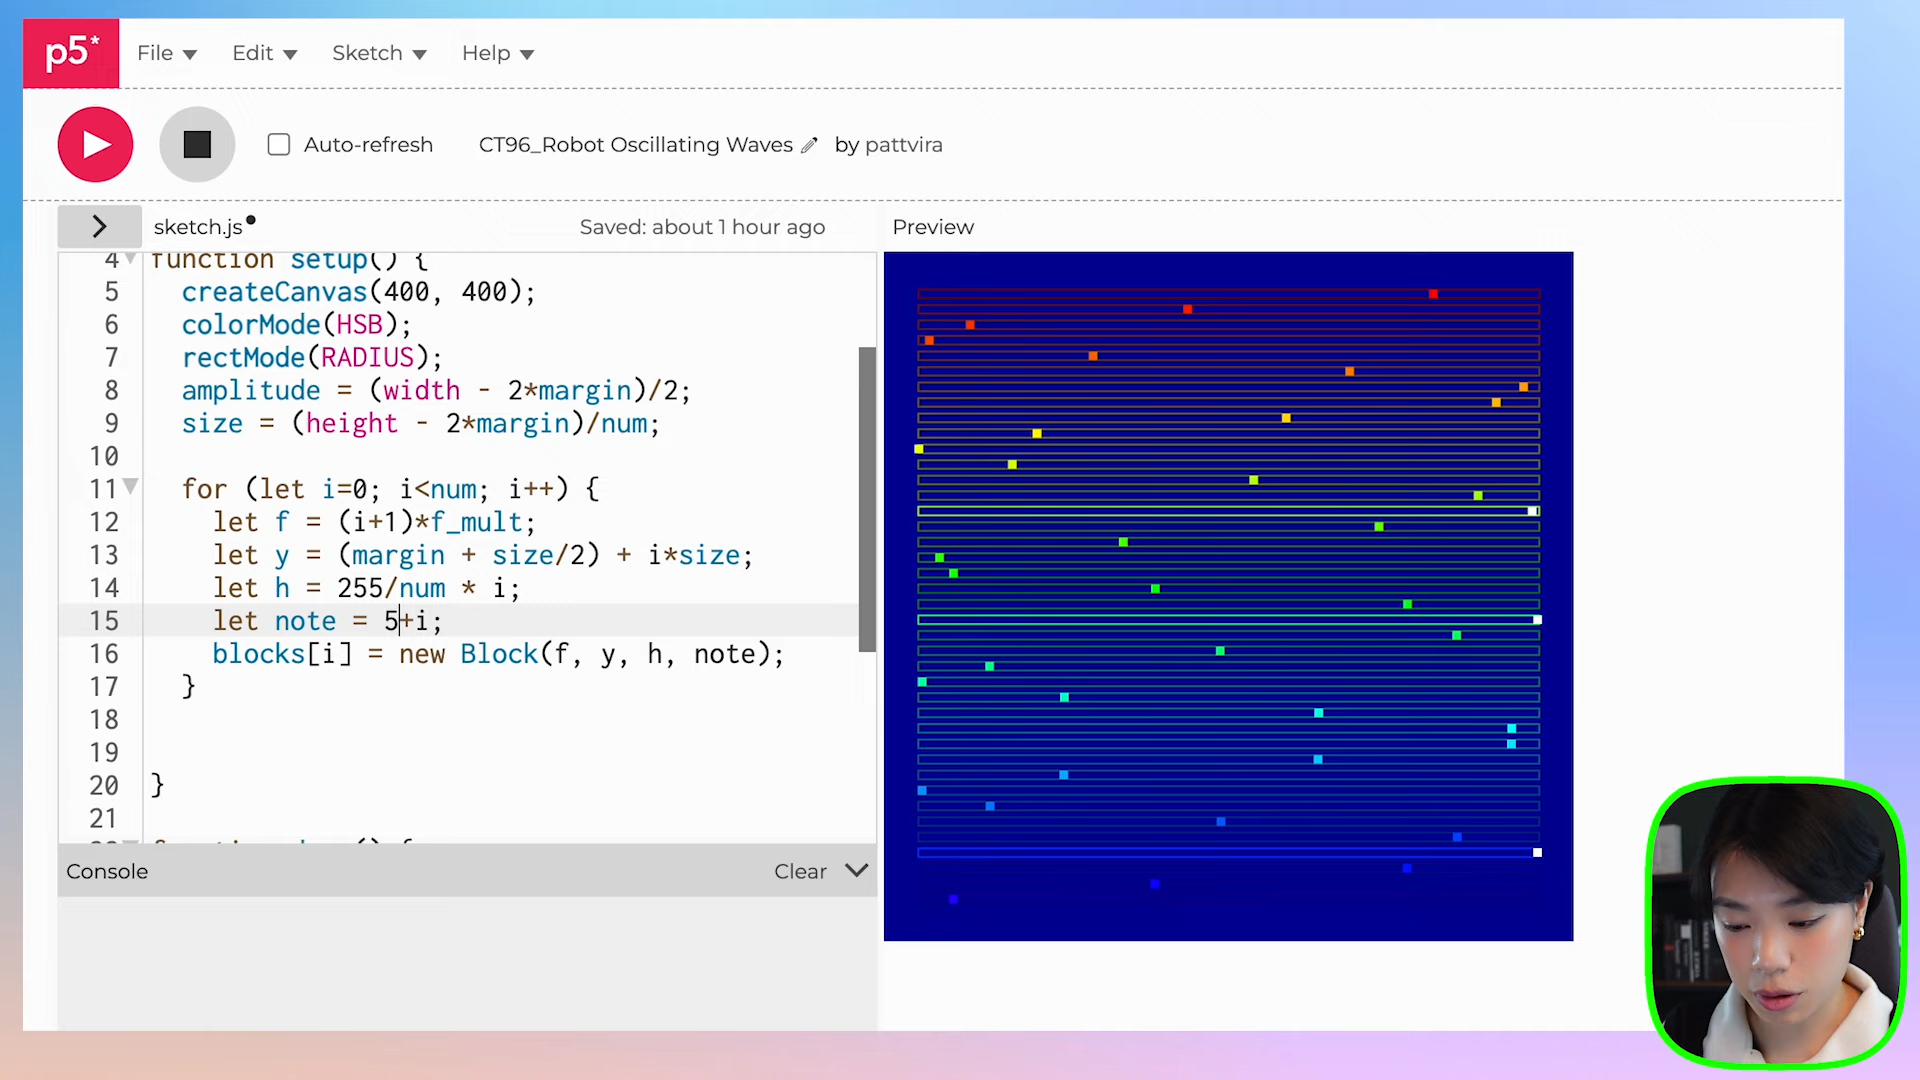 p5* File Edit Sketch Help
Auto-refresh CT96_Robot Oscillating Waves by pattvira
sketch.js Saved: about 1 hour ago Preview
4 function setup() {
5 createCanvas(400, 400);
6 colorMode(HSB);
7 rectMode(RADIUS);
8 amplitude = (width - 2*margin)/2;
9 size = (height - 2*margin)/num;
10
11 for (let i=0; i<num; i++) {
12 let f = (i+1)*f_mult;
13 let y = (margin + size/2) + i*size;
14 let h = 255/num * i;
15 let note = 5+i;
16 blocks[i] = new Block(f, y, h, note);
17 }
18
19
20 }
21
Console Clear